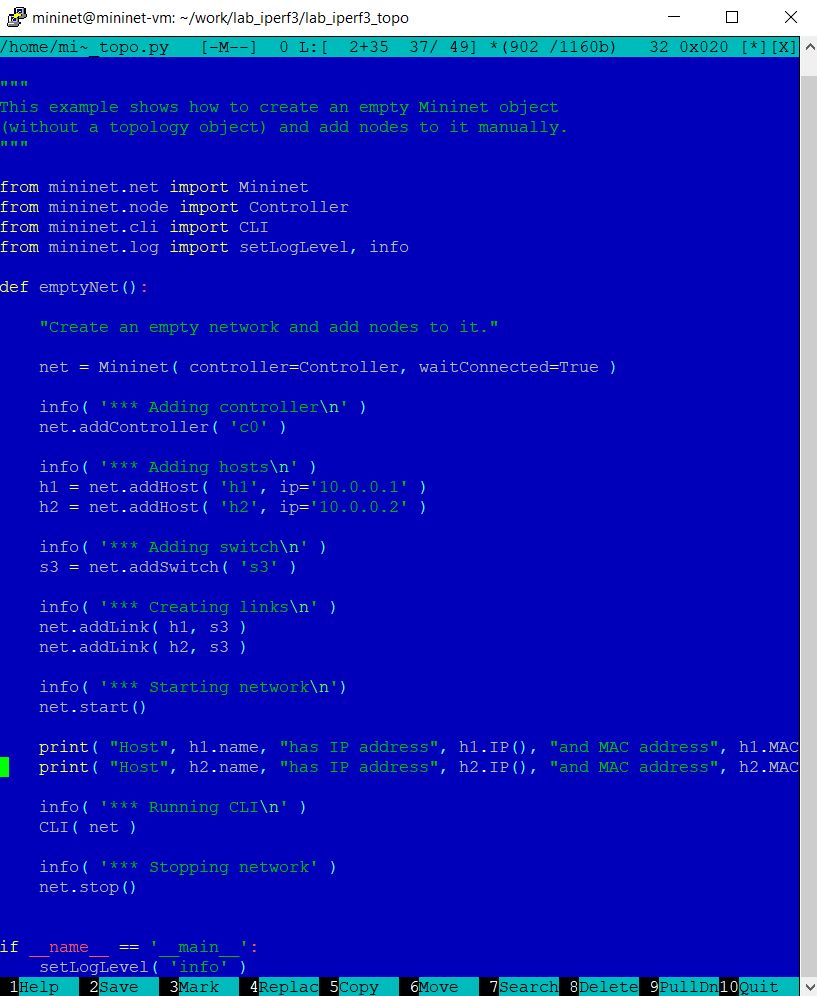 mininet@mininet-vm: ~/work/lab_iperf3/lab_iperf3_topo
/home/mi~_topo.py   [-M--]  0 L:[  2+35  37/ 49] *(902 /1160b)   32 0x020 [*][X]
"""
This example shows how to create an empty Mininet object
(without a topology object) and add nodes to it manually.
"""
from mininet.net import Mininet
from mininet.node import Controller
from mininet.cli import CLI
from mininet.log import setLogLevel, info
def emptyNet():
    "Create an empty network and add nodes to it."
    net = Mininet( controller=Controller, waitConnected=True )
    info( '*** Adding controller\n' )
    net.addController( 'c0' )
    info( '*** Adding hosts\n' )
    h1 = net.addHost( 'h1', ip='10.0.0.1' )
    h2 = net.addHost( 'h2', ip='10.0.0.2' )
    info( '*** Adding switch\n' )
    s3 = net.addSwitch( 's3' )
    info( '*** Creating links\n' )
    net.addLink( h1, s3 )
    net.addLink( h2, s3 )
    info( '*** Starting network\n')
    net.start()
    print( "Host", h1.name, "has IP address", h1.IP(), "and MAC address", h1.MAC
    print( "Host", h2.name, "has IP address", h2.IP(), "and MAC address", h2.MAC
    info( '*** Running CLI\n' )
    CLI( net )
    info( '*** Stopping network' )
    net.stop()
if __name__ == '__main__':
    setLogLevel( 'info' )
1Help 2Save 3Mark 4Replac 5Copy 6Move 7Search 8Delete 9PullDn 10Quit